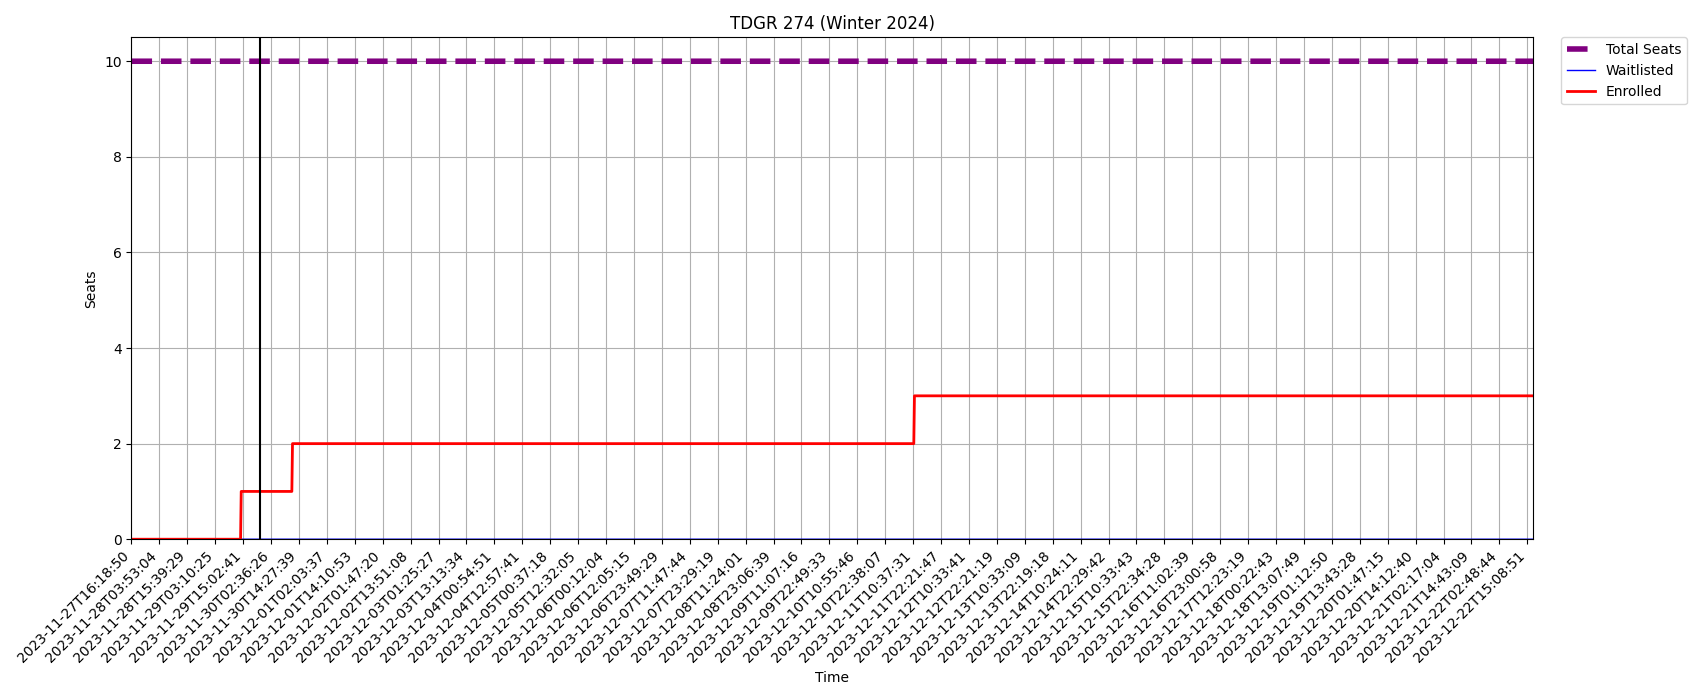 TDGR 274 (Winter 2024)
Total Seats
Waitlisted
Enrolled
10
8
6
4
2
0
Seats
2023-11-27T16:18:50
2023-11-28T03:53:04
2023-11-28T15:39:29
2023-11-29T03:10:25
2023-11-29T15:02:41
2023-11-30T02:36:26
2023-11-30T14:27:39
2023-12-01T02:03:37
2023-12-01T14:10:53
2023-12-02T01:47:20
2023-12-02T13:51:08
2023-12-03T01:25:27
2023-12-03T13:13:34
2023-12-04T00:54:51
2023-12-04T12:57:41
2023-12-05T00:37:18
2023-12-05T12:32:05
2023-12-06T00:12:04
2023-12-06T12:05:15
2023-12-06T23:49:29
2023-12-07T11:47:44
2023-12-07T23:29:19
2023-12-08T11:24:01
2023-12-08T23:06:39
2023-12-09T11:07:16
2023-12-09T22:49:33
2023-12-10T10:55:46
2023-12-10T22:38:07
2023-12-11T10:37:31
2023-12-11T22:21:47
2023-12-12T10:33:41
2023-12-12T22:21:19
2023-12-13T10:33:09
2023-12-13T22:19:18
2023-12-14T10:24:11
2023-12-14T22:29:42
2023-12-15T10:33:43
2023-12-15T22:34:28
2023-12-16T11:02:39
2023-12-16T23:00:58
2023-12-17T12:23:19
2023-12-18T00:22:43
2023-12-18T13:07:49
2023-12-19T01:12:50
2023-12-19T13:43:28
2023-12-20T01:47:15
2023-12-20T14:12:40
2023-12-21T02:17:04
2023-12-21T14:43:09
2023-12-22T02:48:44
2023-12-22T15:08:51
Time